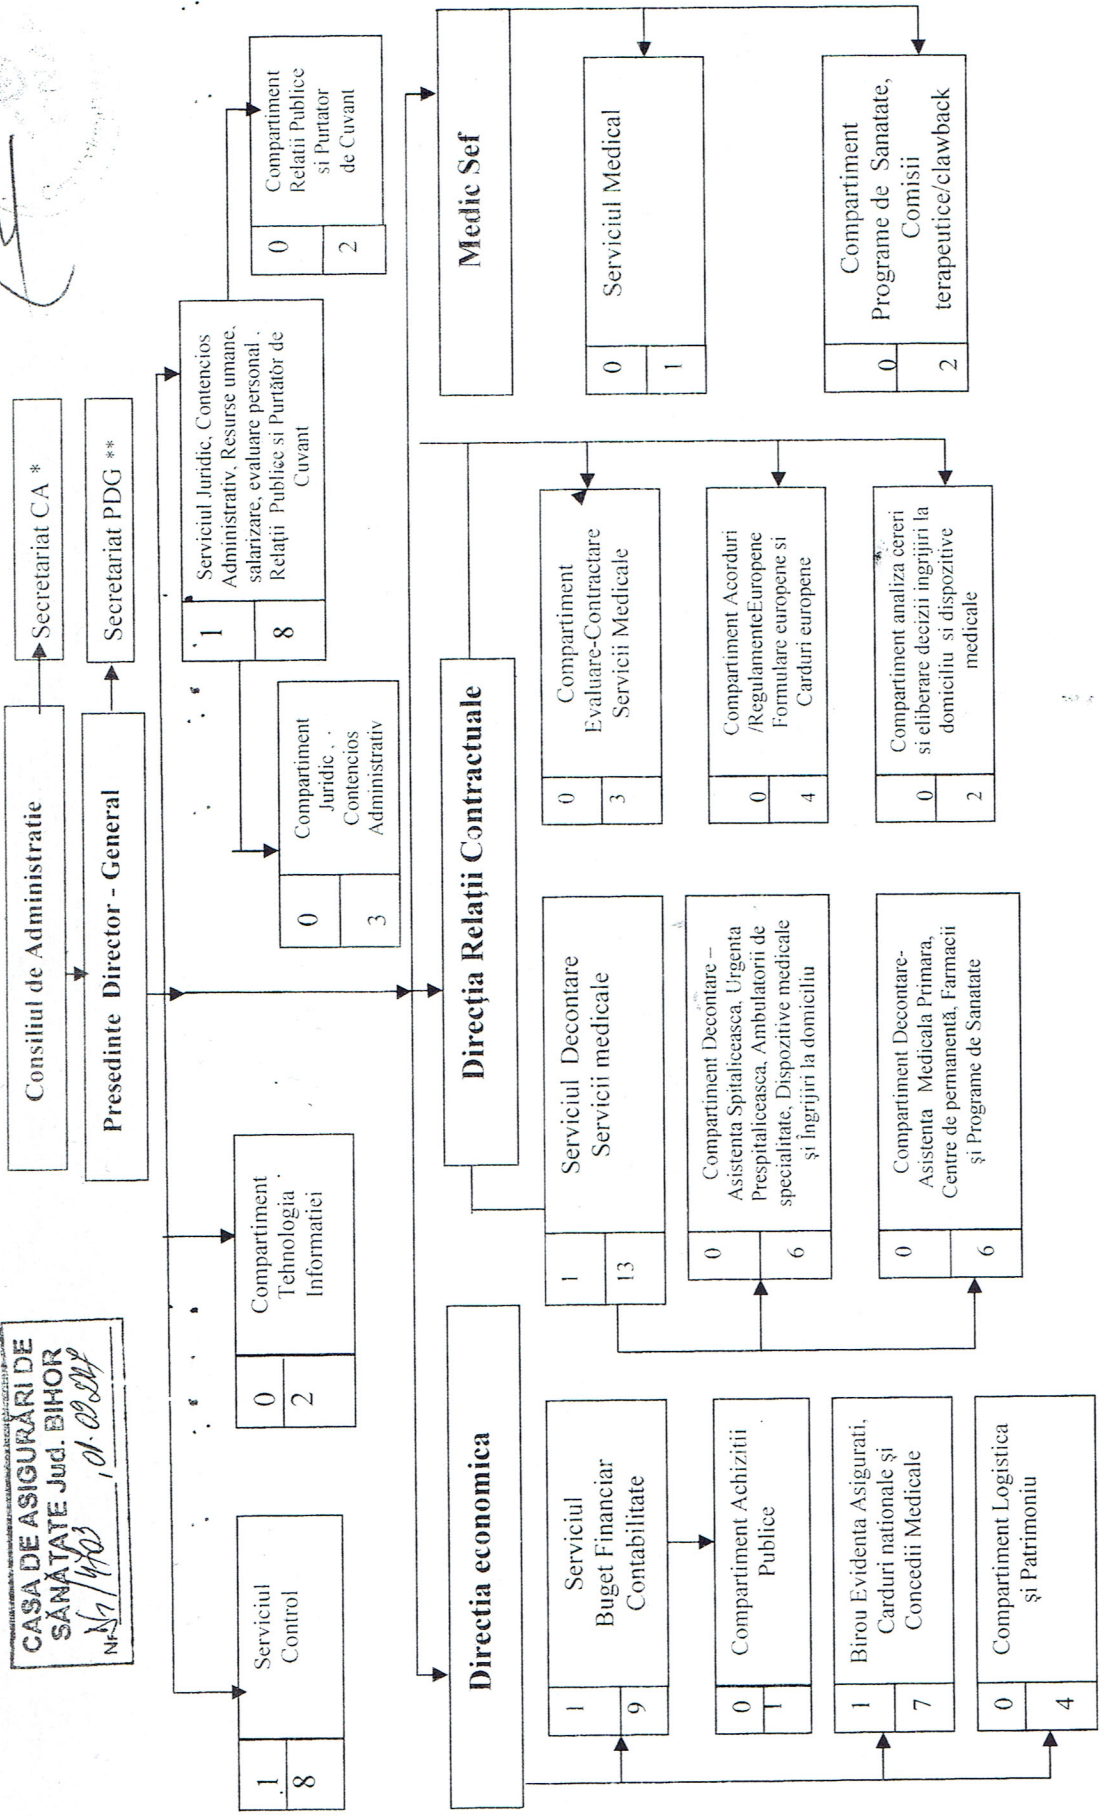 CASA DE ASIGURĂRI DE
SĂNĂTATE Jud. BIHOR
Consiliul de Administratie
Secretariat CA *
Presedinte Director - General
Secretariat PDG **
1
8
Serviciul
Control
0
2
Compartiment
Tehnologia
Informatiei
1
8
Serviciul Juridic, Contencios
Administrativ, Resurse umane,
salarizare, evaluare personal .
Relații Publice si Purtător de
Cuvant
0
3
Compartiment
Juridic
Contencios
Administrativ
0
2
Compartiment
Relatii Publice
si Purtator
de Cuvant
Directia economica
1
9
Serviciul
Buget Financiar
Contabilitate
0
1
Compartiment Achizitii
Publice
1
7
Birou Evidenta Asigurati,
Carduri nationale și
Concedii Medicale
0
4
Compartiment Logistica
și Patrimoniu
Direcția Relații Contractuale
1
13
Serviciul Decontare
Servicii medicale
0
6
Compartiment Decontare –
Asistenta Spitaliceasca, Urgenta
Prespitaliceasca, Ambulatorii de
specialitate, Dispozitive medicale
și Îngrijiri la domiciliu
0
6
Compartiment Decontare-
Asistenta Medicala Primara,
Centre de permanență, Farmacii
și Programe de Sanatate
0
3
Compartiment
Evaluare-Contractare
Servicii Medicale
0
4
Compartiment Acorduri
/RegulamenteEuropene
Formulare europene si
Carduri europene
0
2
Compartiment analiza cereri
si eliberare decizii ingrijiri la
domiciliu si dispozitive
medicale
Medic Sef
0
1
Serviciul Medical
0
2
Compartiment
Programe de Sanatate,
Comisii
terapeutice/clawback